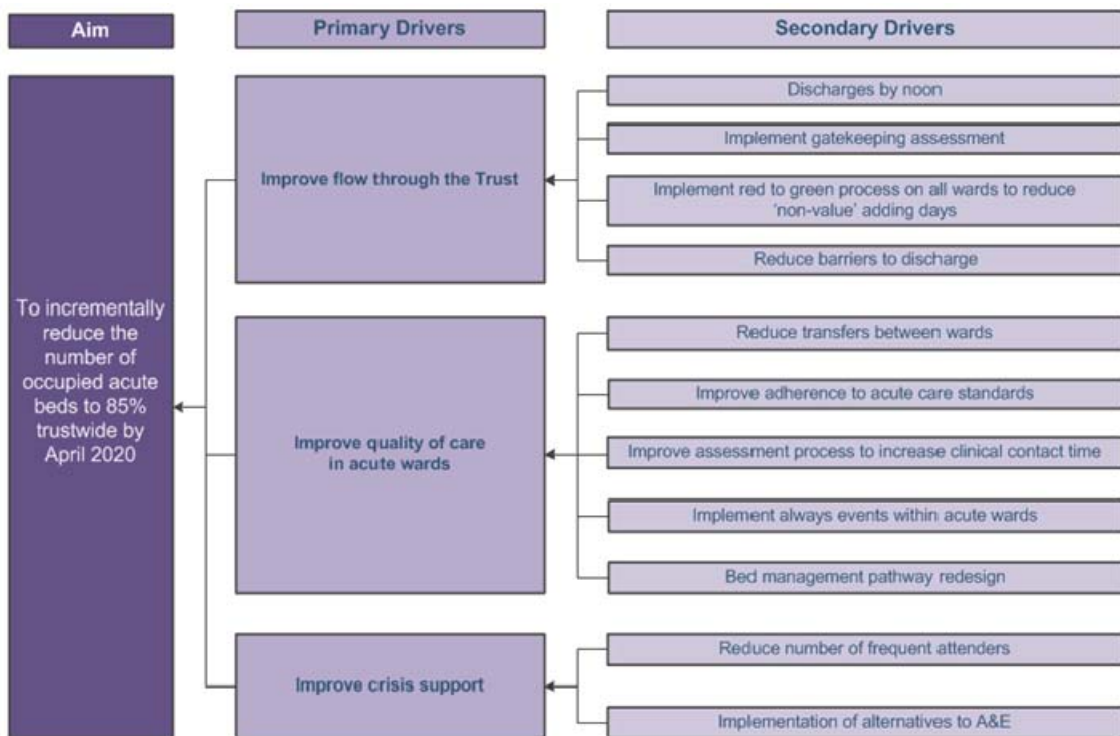 Aim
Primary Drivers
Secondary Drivers
To incrementally
reduce the
number of
occupied acute
beds to 85%
trustwide by
April 2020
Improve flow through the Trust
Discharges by noon
Implement gatekeeping assessment
Implement red to green process on all wards to reduce
'non-value' adding days
Reduce barriers to discharge
Improve quality of care
in acute wards
Reduce transfers between wards
Improve adherence to acute care standards
Improve assessment process to increase clinical contact time
Implement always events within acute wards
Bed management pathway redesign
Improve crisis support
Reduce number of frequent attenders
Implementation of alternatives to A&E